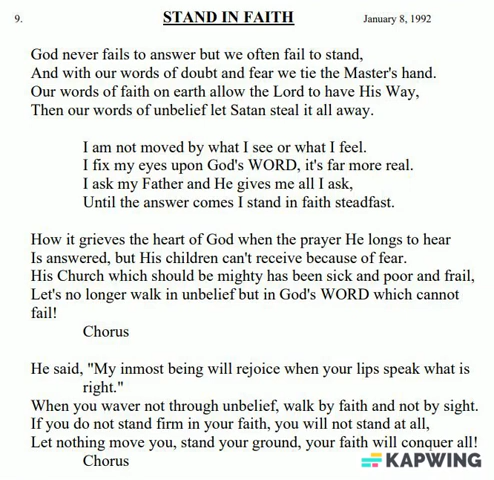 9. STAND IN FAITH January 8, 1992
God never fails to answer but we often fail to stand,
And with our words of doubt and fear we tie the Master's hand.
Our words of faith on earth allow the Lord to have His Way,
Then our words of unbelief let Satan steal it all away.
I am not moved by what I see or what I feel.
I fix my eyes upon God's WORD, it's far more real.
I ask my Father and He gives me all I ask,
Until the answer comes I stand in faith steadfast.
How it grieves the heart of God when the prayer He longs to hear
Is answered, but His children can't receive because of fear.
His Church which should be mighty has been sick and poor and frail,
Let's no longer walk in unbelief but in God's WORD which cannot
fail!
Chorus
He said, "My inmost being will rejoice when your lips speak what is
right."
When you waver not through unbelief, walk by faith and not by sight.
If you do not stand firm in your faith, you will not stand at all,
Let nothing move you, stand your ground, your faith will conquer all!
Chorus
KAPWING